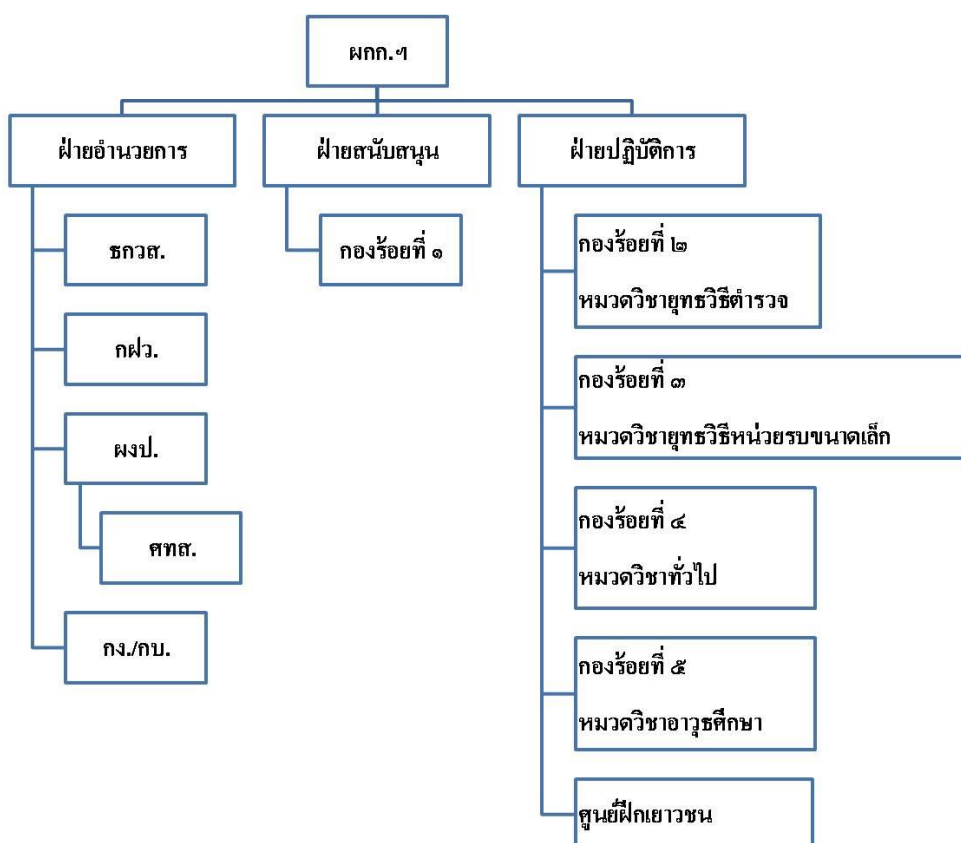 ผกก.ฯ
ฝ่ายอำนวยการ
ธกวส.
กฝว.
ผงป.
ศทส.
กง./กบ.
ฝ่ายสนับสนุน
กองร้อยที่ ๑
ฝ่ายปฏิบัติการ
กองร้อยที่ ๒
หมวดวิชายุทธวิธีตำรวจ
กองร้อยที่ ๓
หมวดวิชายุทธวิธีหน่วยรบขนาดเล็ก
กองร้อยที่ ๔
หมวดวิชาทั่วไป
กองร้อยที่ ๕
หมวดวิชาอาวุธศึกษา
ศูนย์ฝึกเยาวชน